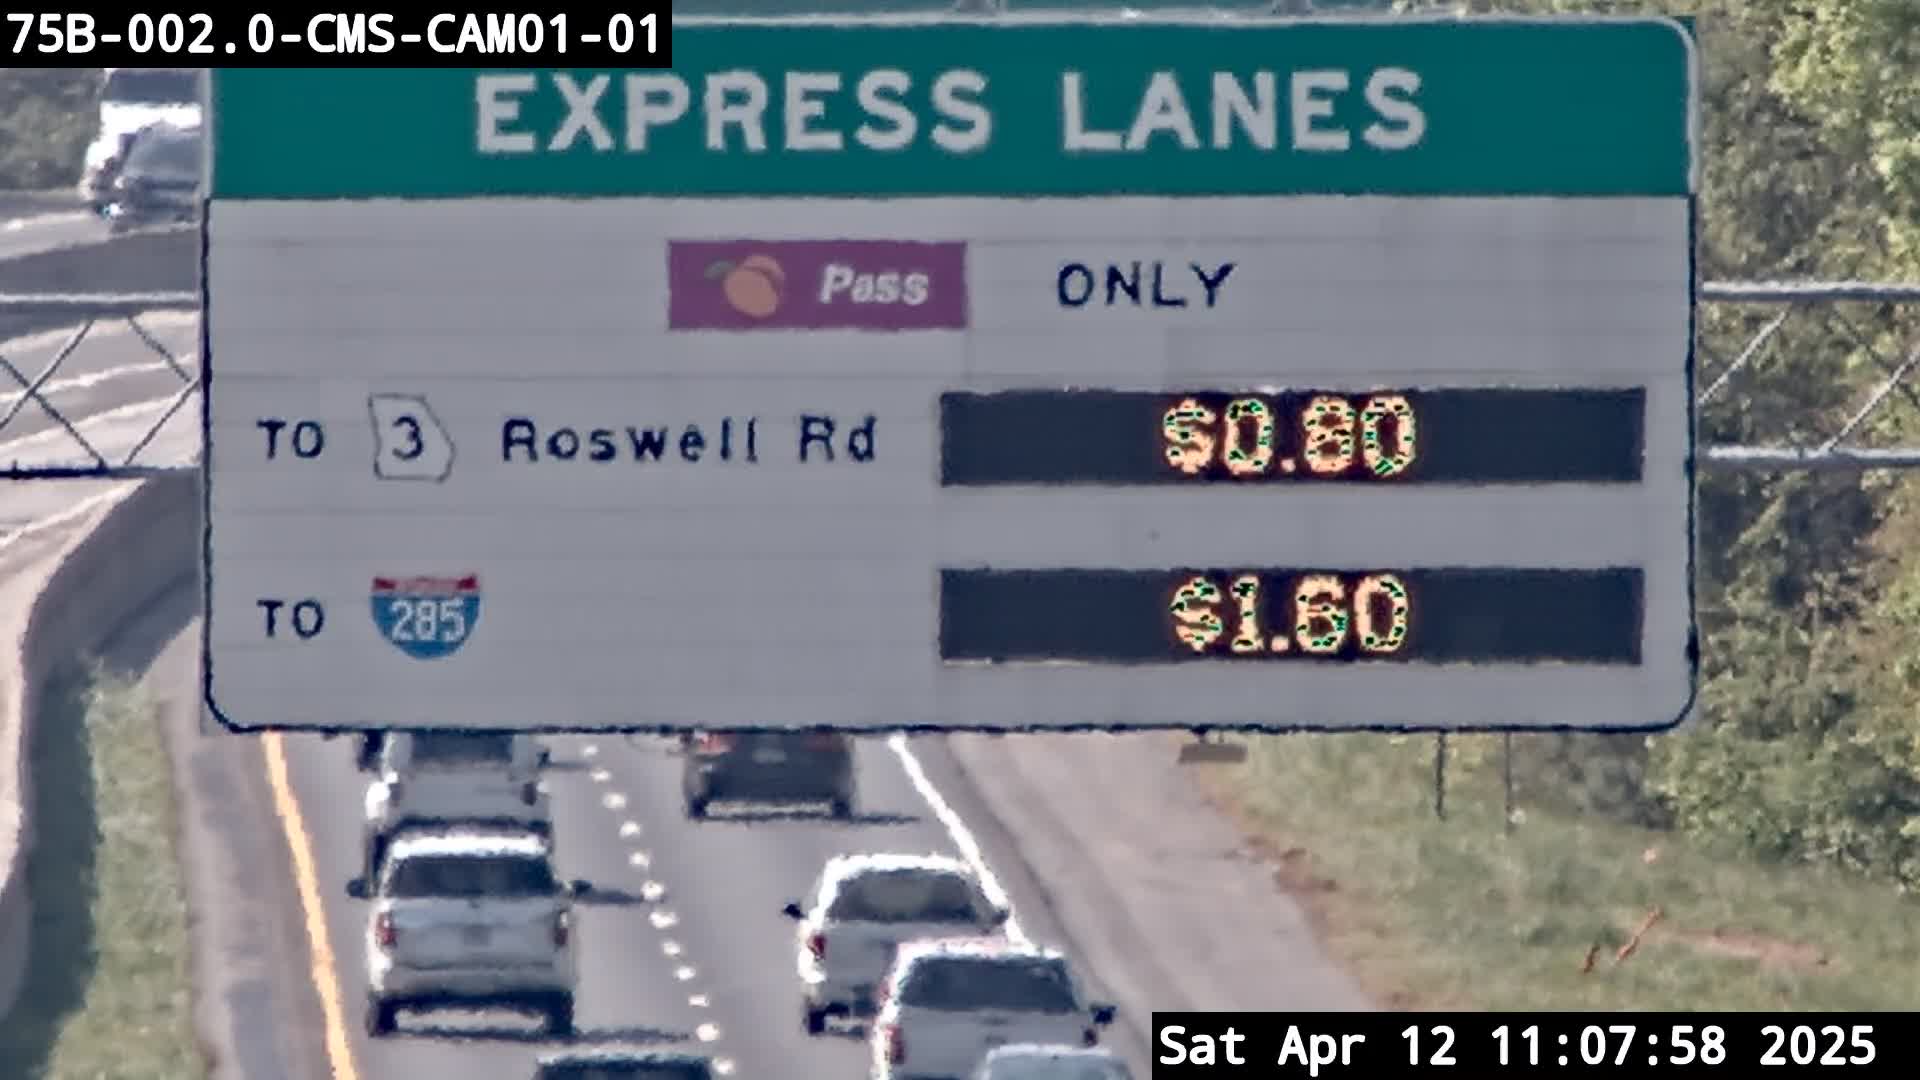 75B-002.0-CMS-CAM01-01
EXPRESS LANES
Pass ONLY
TO 3 Roswell Rd $0.80
TO 285 $1.60
Sat Apr 12 11:07:58 2025